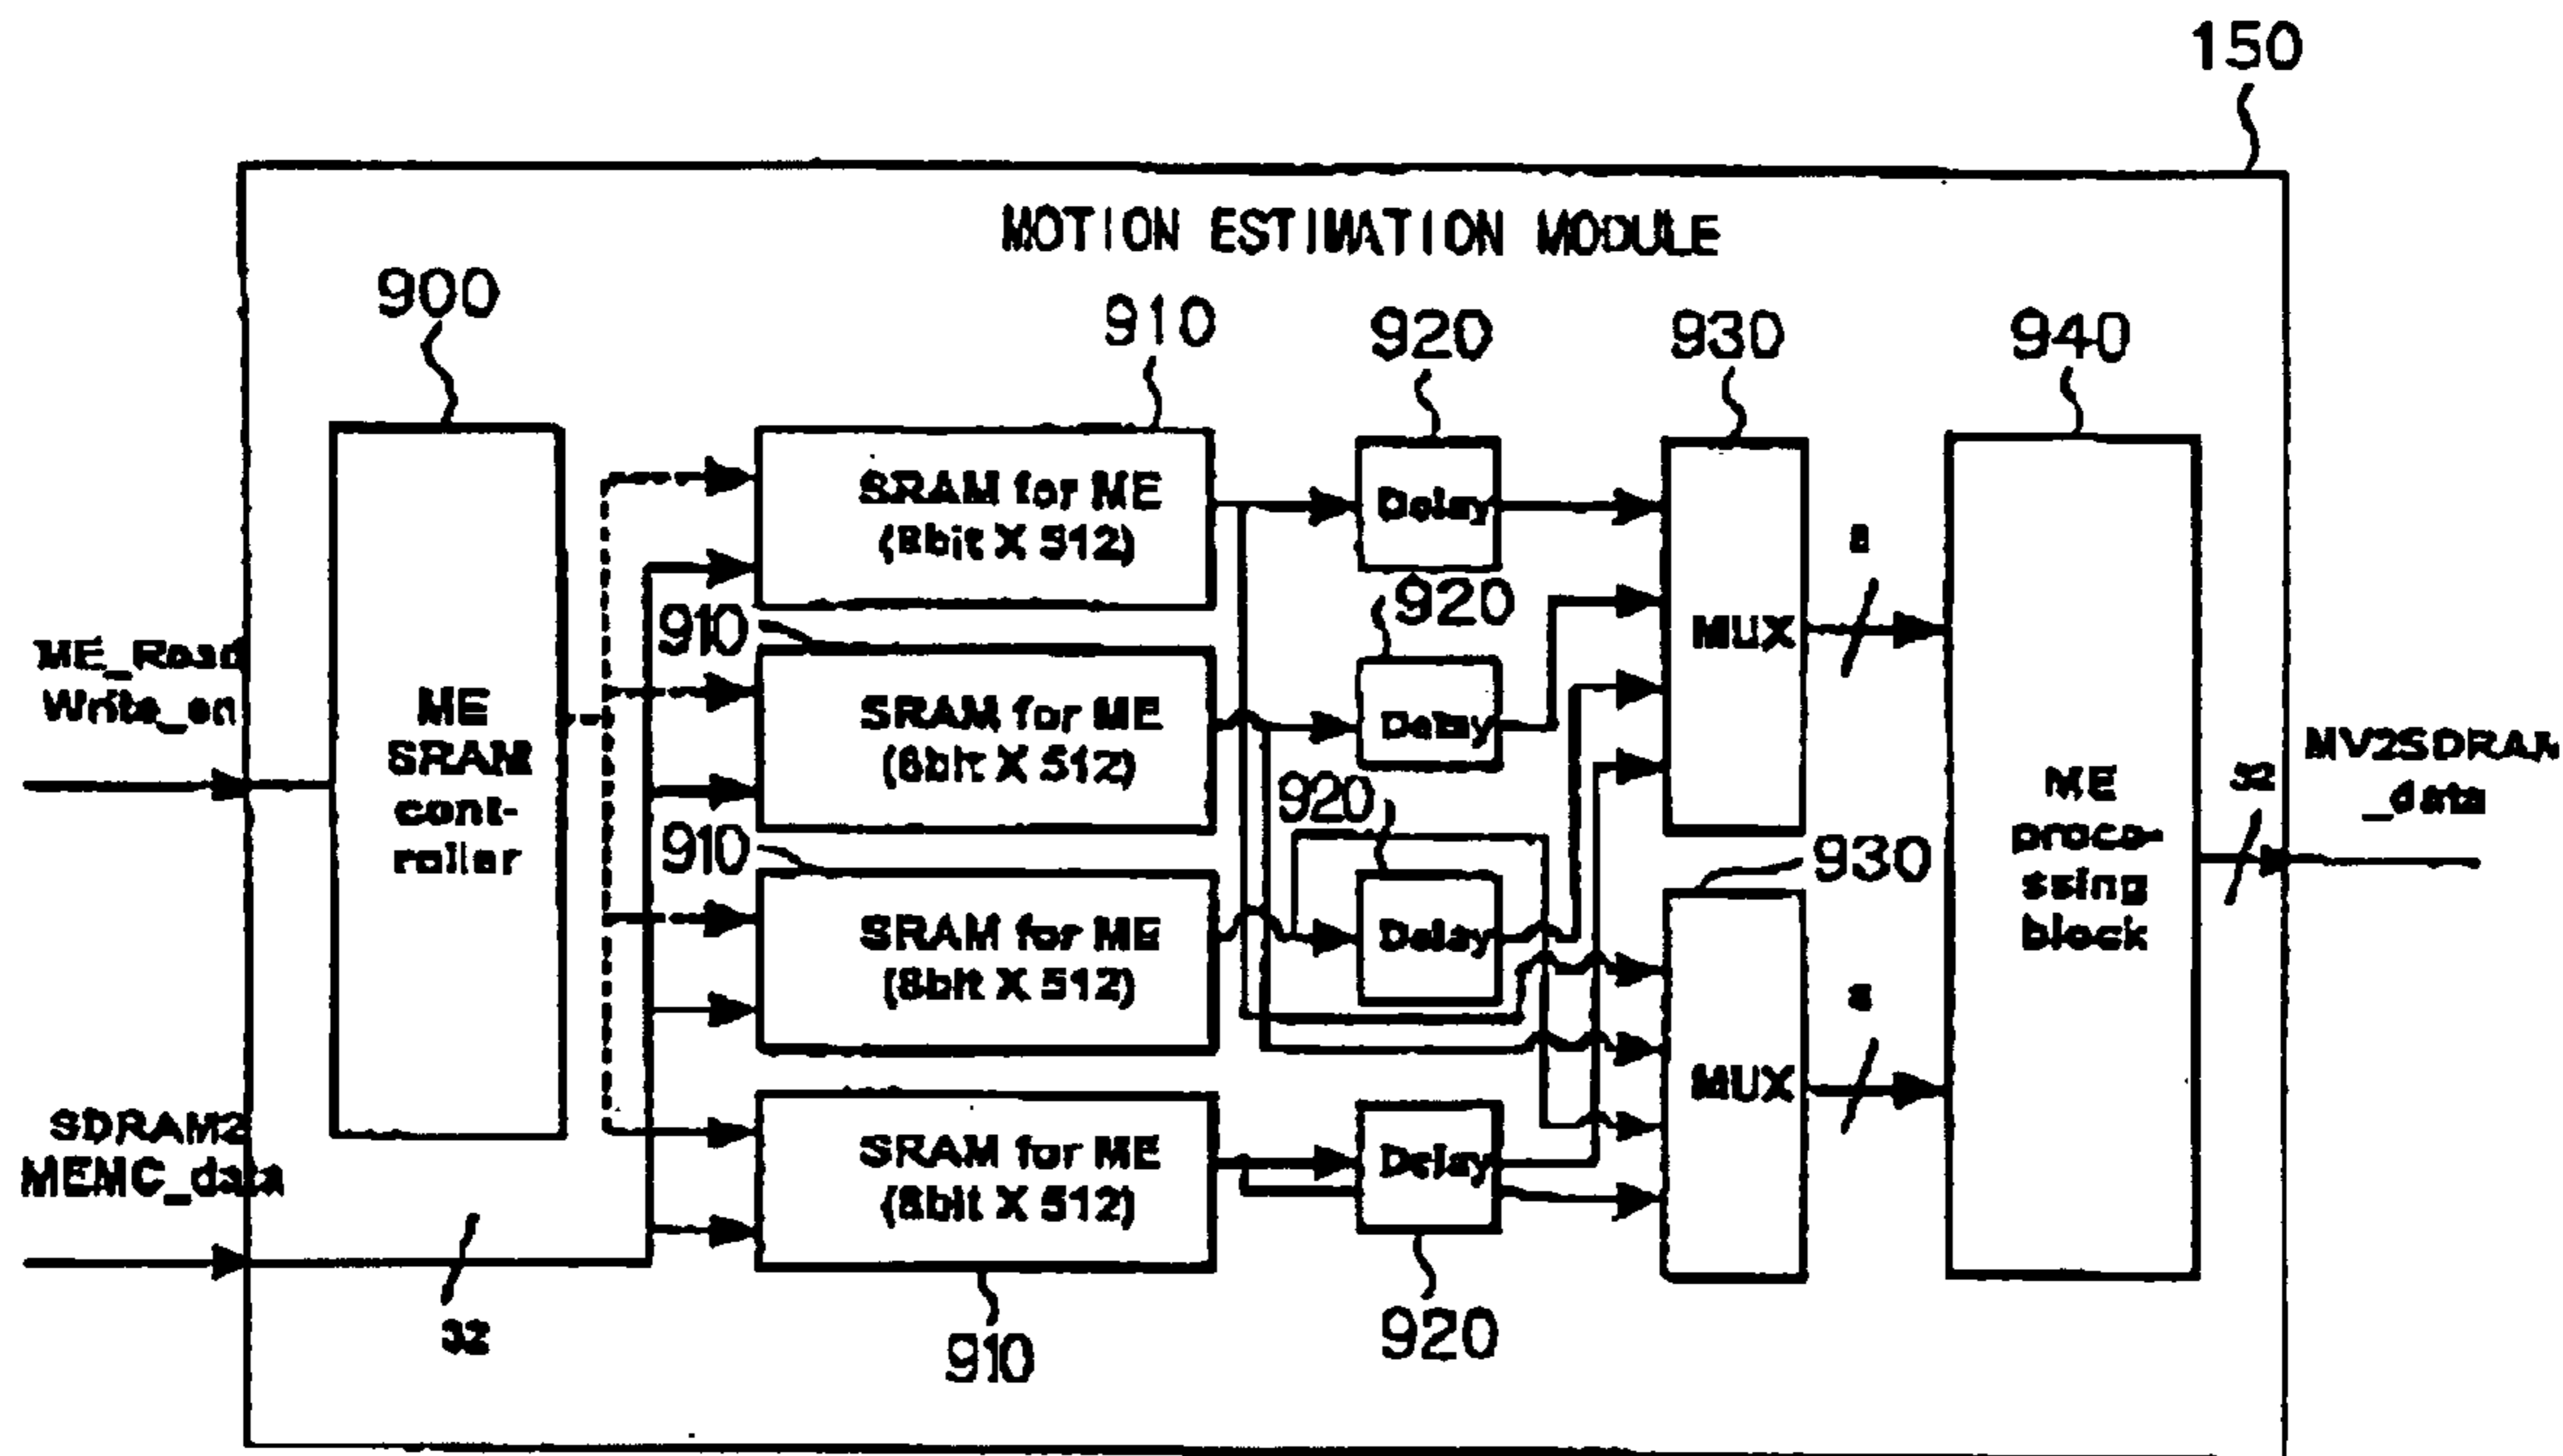 150
MOTION ESTIMATION MODULE
900
910
920
930
940
SRAM for ME
(8bit X 512)
Delay
920
8
910
MUX
ME_Read
Write_en
ME
SRAM
cont-
roller
SRAM for ME
(8bit X 512)
Delay
MV2SDRAM
_data
32
920
ME
proce-
ssing
block
910
930
SRAM for ME
(8bit X 512)
Delay
8
MUX
SDRAM2
MEMC_data
SRAM for ME
(8bit X 512)
Delay
32
910
920